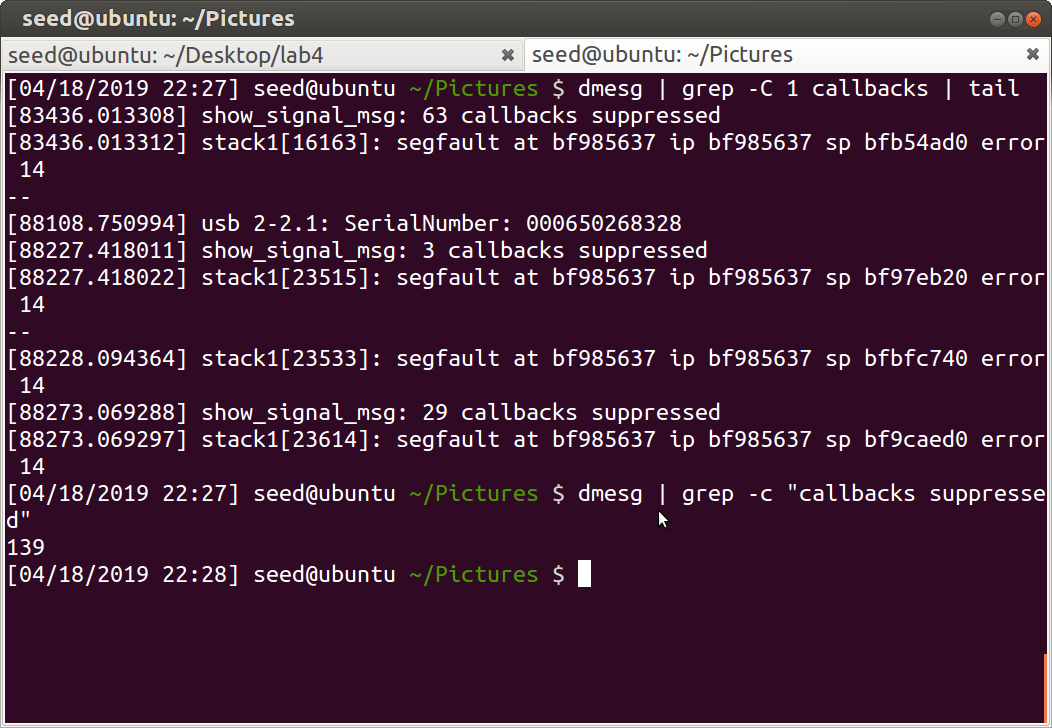 seed@ubuntu: ~/Pictures
seed@ubuntu: ~/Desktop/lab4
seed@ubuntu: ~/Pictures
[04/18/2019 22:27] seed@ubuntu ~/Pictures $ dmesg | grep -C 1 callbacks | tail
[83436.013308] show_signal_msg: 63 callbacks suppressed
[83436.013312] stack1[16163]: segfault at bf985637 ip bf985637 sp bfb54ad0 error
 14
--
[88108.750994] usb 2-2.1: SerialNumber: 000650268328
[88227.418011] show_signal_msg: 3 callbacks suppressed
[88227.418022] stack1[23515]: segfault at bf985637 ip bf985637 sp bf97eb20 error
 14
--
[88228.094364] stack1[23533]: segfault at bf985637 ip bf985637 sp bfbfc740 error
 14
[88273.069288] show_signal_msg: 29 callbacks suppressed
[88273.069297] stack1[23614]: segfault at bf985637 ip bf985637 sp bf9caed0 error
 14
[04/18/2019 22:27] seed@ubuntu ~/Pictures $ dmesg | grep -c "callbacks suppresse
d"
139
[04/18/2019 22:28] seed@ubuntu ~/Pictures $